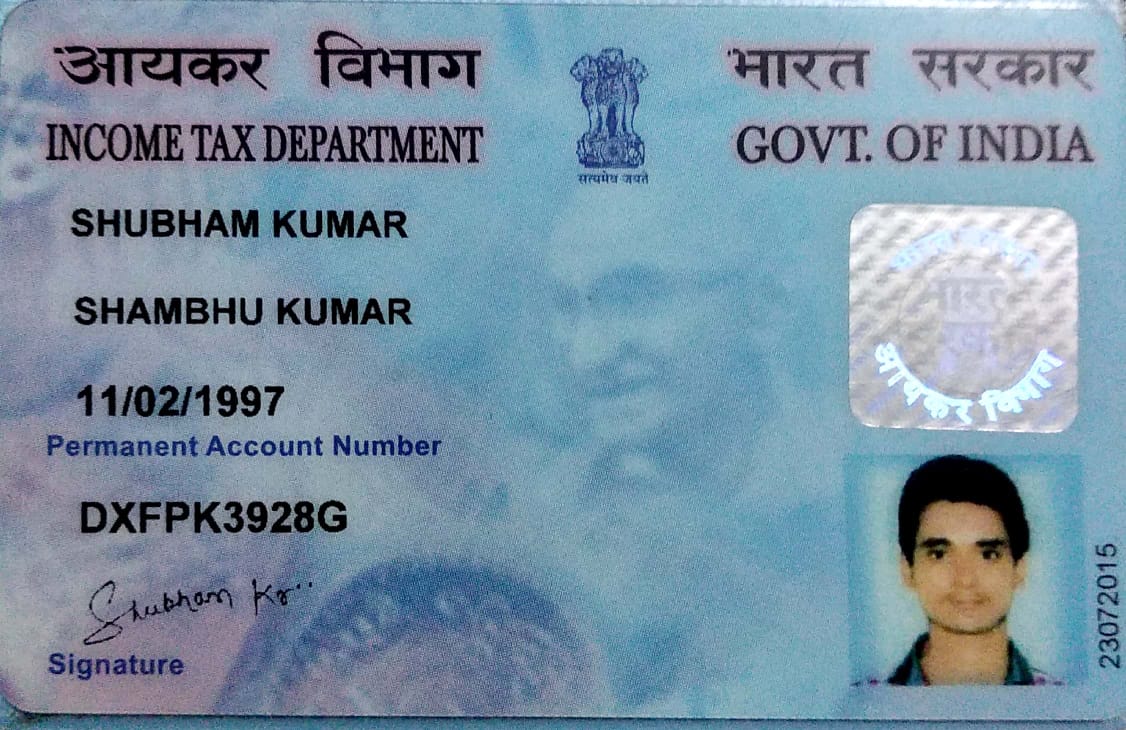 आयकर विभाग
भारत सरकार
INCOME TAX DEPARTMENT
GOVT. OF INDIA
सत्यमेव जयते
SHUBHAM KUMAR
SHAMBHU KUMAR
11/02/1997
Permanent Account Number
DXFPK3928G
Shubham Kr..
Signature
आयकर विभाग
23072015